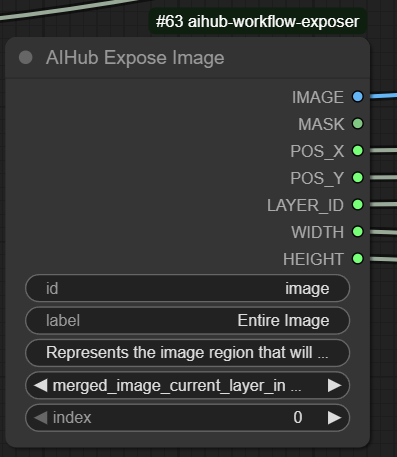 #63 aihub-workflow-exposer
AIHub Expose Image
IMAGE
MASK
POS_X
POS_Y
LAYER_ID
WIDTH
HEIGHT
id image
label Entire Image
Represents the image region that will ...
merged_image_current_layer_in ...
index 0